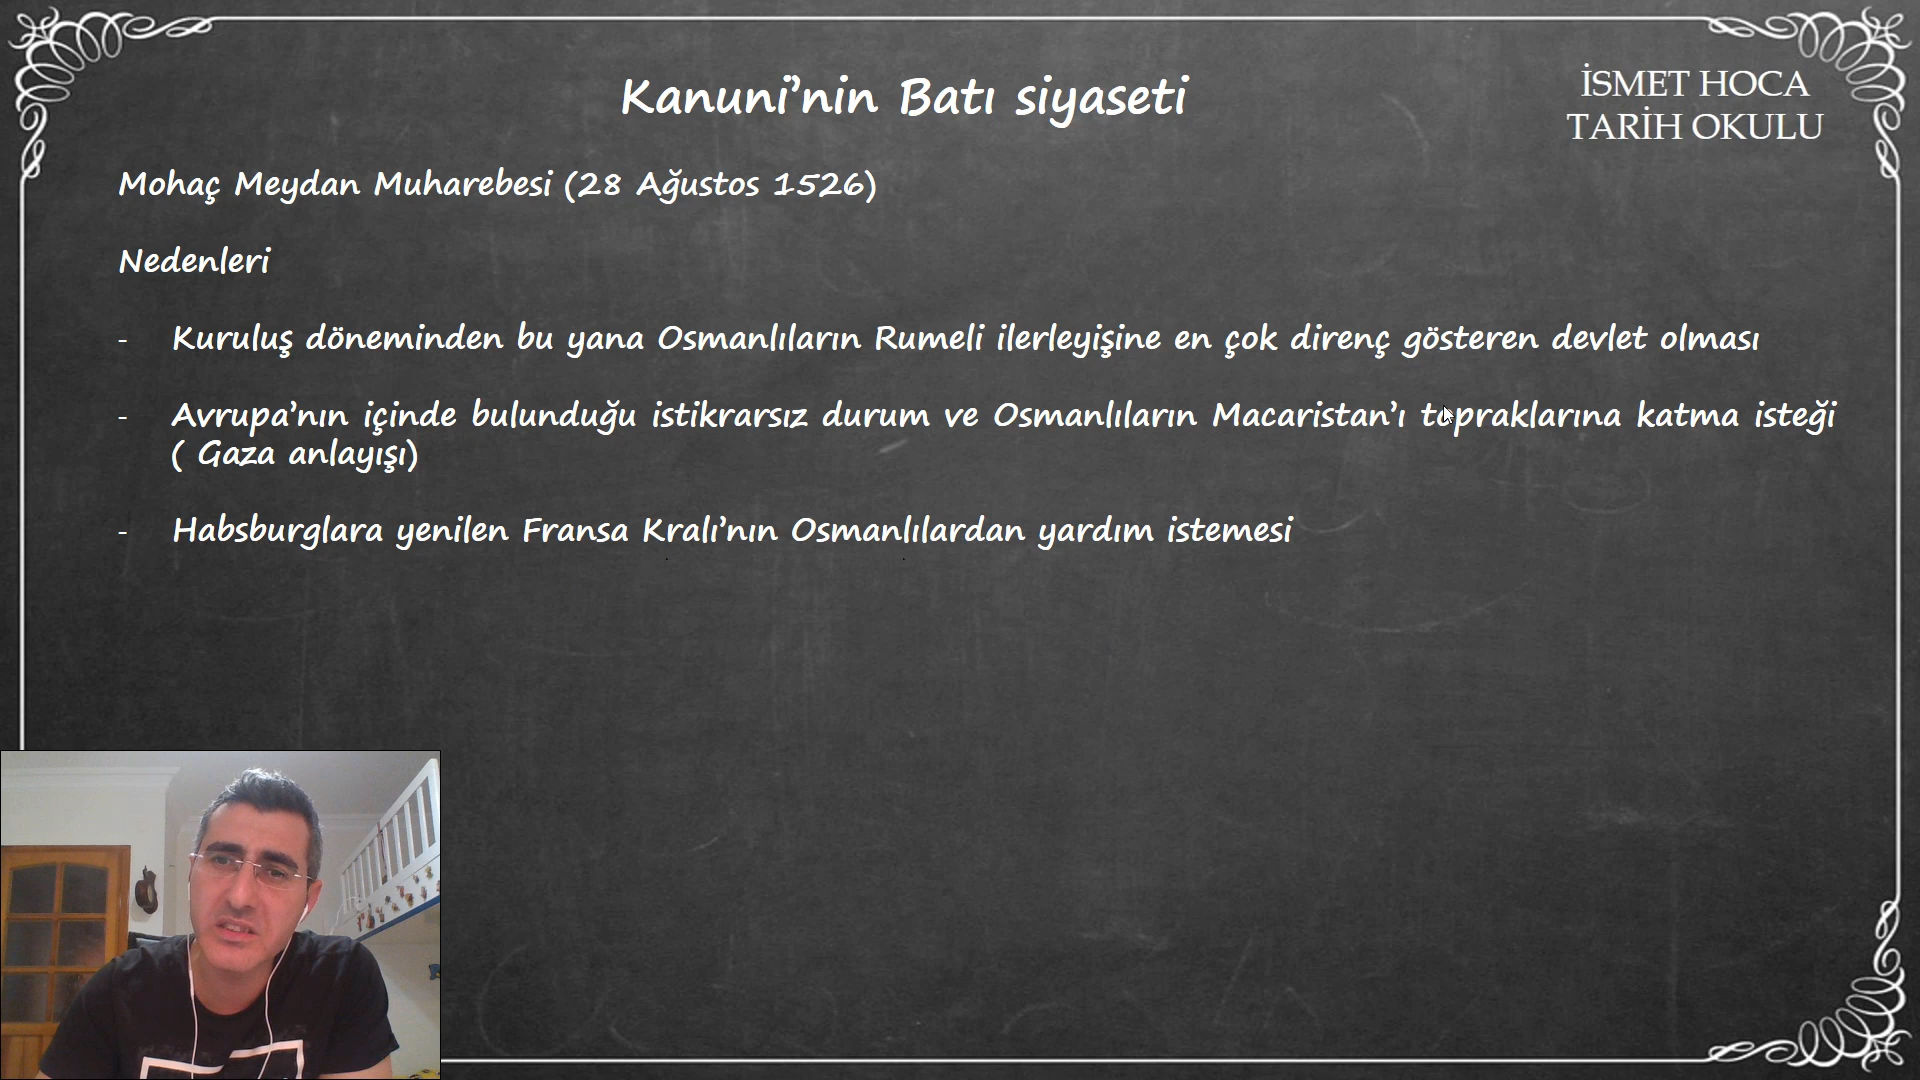 Kanuni’nin Batı siyaseti
İSMET HOCA
TARİH OKULU
Mohaç Meydan Muharebesi (28 Ağustos 1526)
Nedenleri
- Kuruluş döneminden bu yana Osmanlıların Rumeli ilerleyişine en çok direnç gösteren devlet olması
- Avrupa’nın içinde bulunduğu istikrarsız durum ve Osmanlıların Macaristan’ı topraklarına katma isteği
( Gaza anlayışı)
- Habsburglara yenilen Fransa Kralı’nın Osmanlılardan yardım istemesi